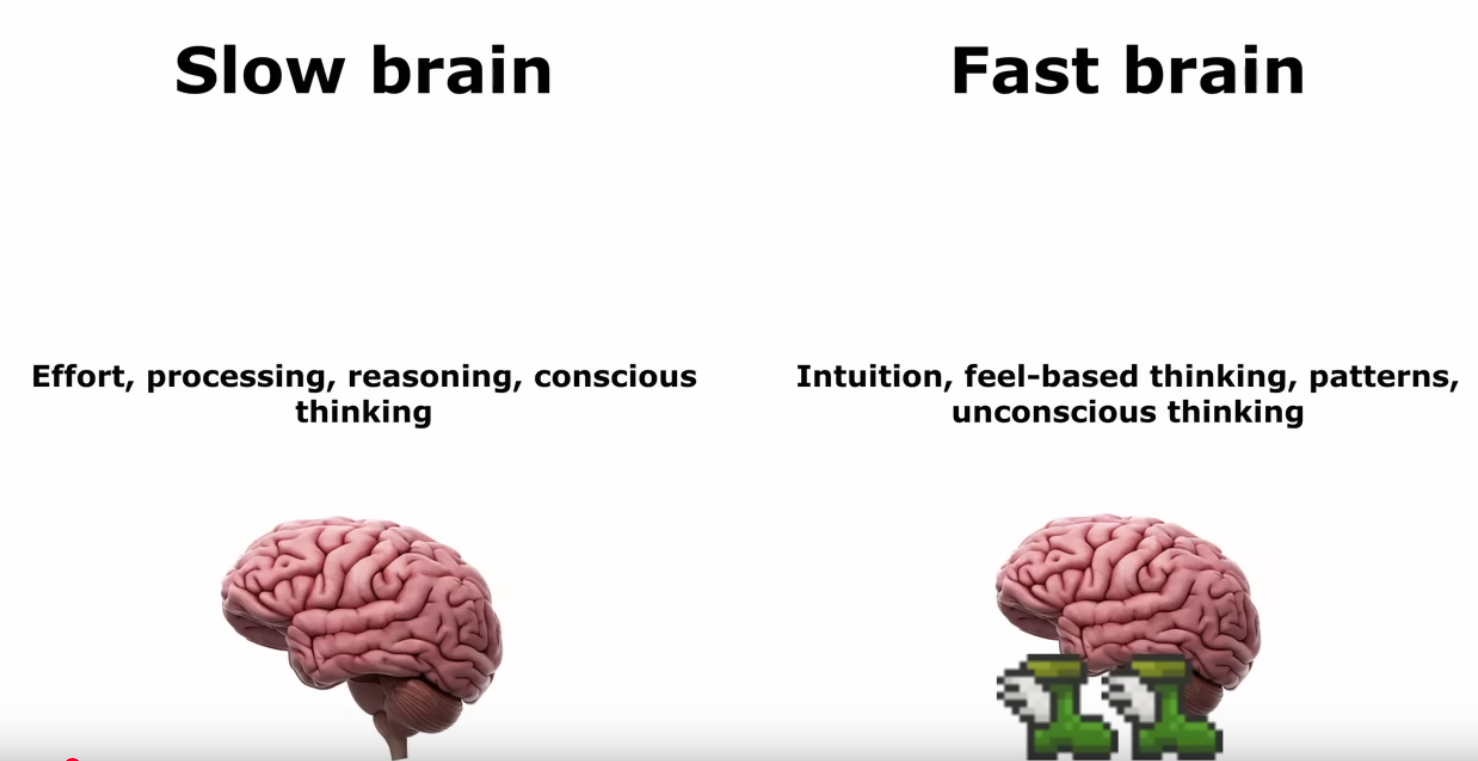 Slow brain
Fast brain
Effort, processing, reasoning, conscious
thinking
Intuition, feel-based thinking, patterns,
unconscious thinking